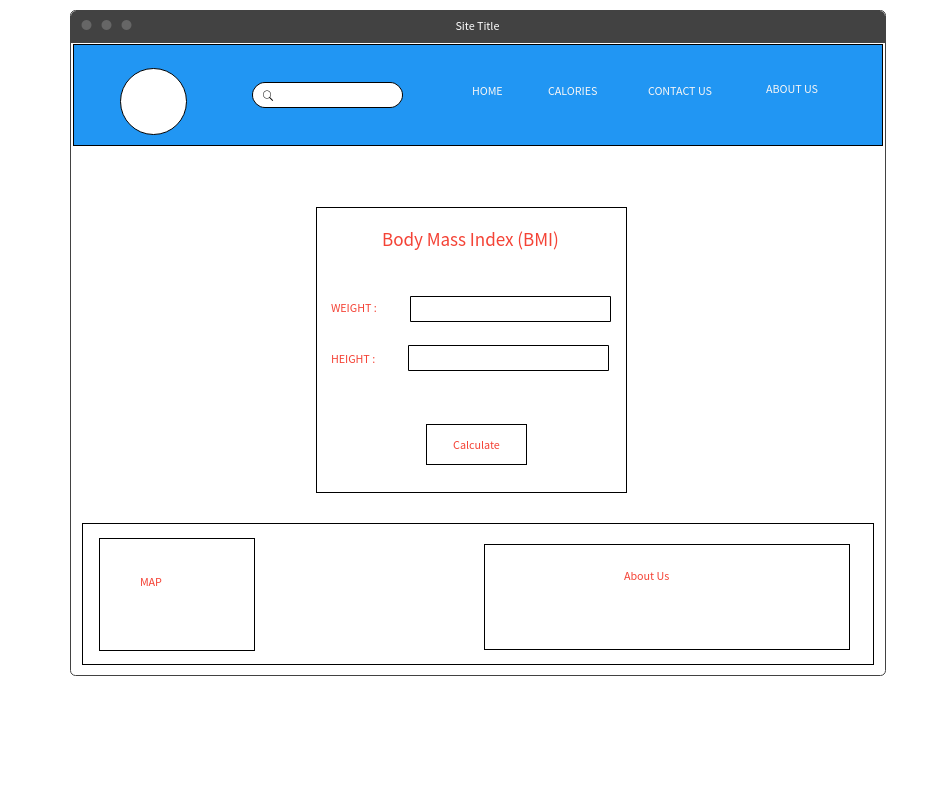 Site Title
HOME
CALORIES
CONTACT US
ABOUT US
Body Mass Index (BMI)
WEIGHT :
HEIGHT :
Calculate
MAP
About Us